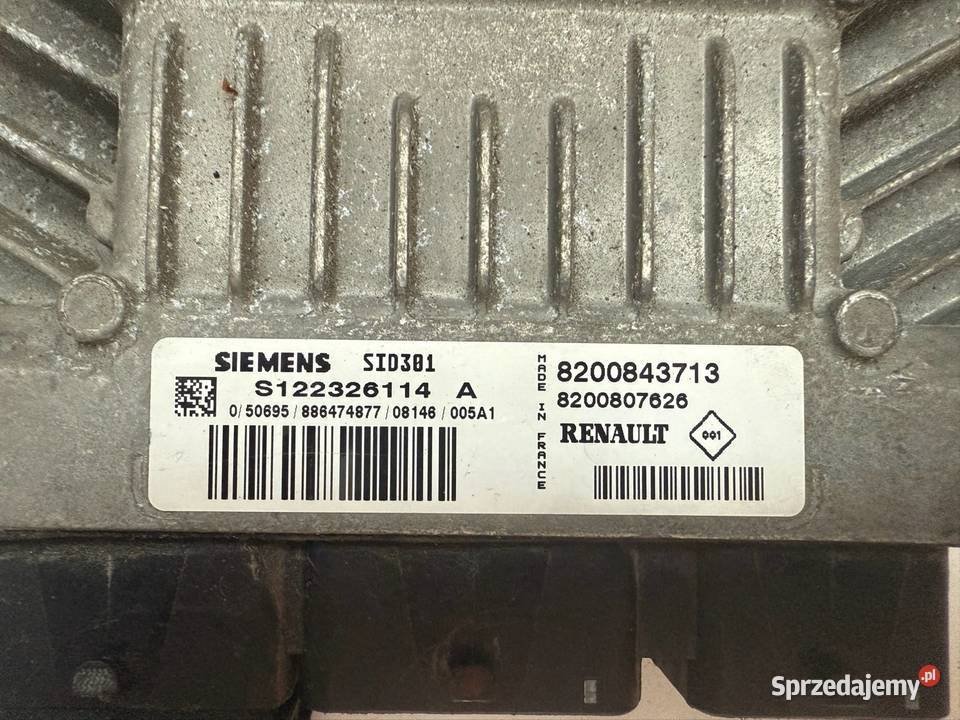 SIEMENS SID301
S122326114 A
0/50695/886474877/08146/005A1
MADE IN FRANCE
8200843713
8200807626
RENAULT 001
Sprzedajemy.pl